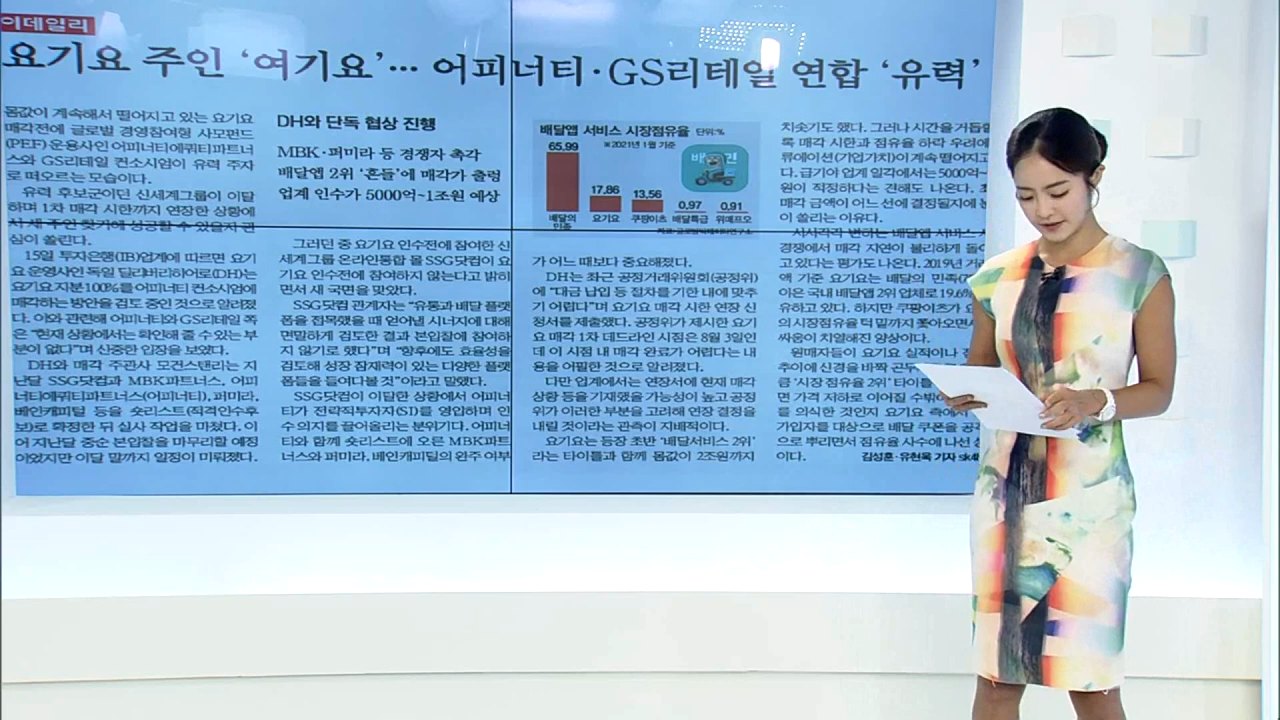 이데일리
요기요 주인 ‘여기요’… 어피너티·GS리테일 연합 ‘유력’
몸값이 계속해서 떨어지고 있는 요기요
매각전에 글로벌 경영참여형 사모펀드
(PEF) 운용사인 어피너티에쿼티파트너
스와 GS리테일 컨소시엄이 유력 주자
로 떠오르는 모습이다.
유력 후보군이던 신세계그룹이 이탈
하며 1차 매각 시한까지 연장한 상황에
서 새 주인 찾기에 성공할 수 있을지 관
심이 쏠린다.
15일 투자은행(IB)업계에 따르면 요기
요 운영사인 독일 딜리버리히어로(DH)는
요기요 지분 100%를 어피너티 컨소시엄에
매각하는 방안을 검토 중인 것으로 알려졌
다. 이와 관련해 어피너티와 GS리테일 쪽
은 “현재 상황에서는 확인해 줄 수 있는 부
분이 없다”며 신중한 입장을 보였다.
DH와 매각 주관사 모건스탠리는 지
난달 SSG닷컴과 MBK파트너스, 어피
너티에쿼티파트너스(어피너티), 퍼미라,
베인캐피털 등을 숏리스트(적격인수후
보)로 확정한 뒤 실사 작업을 마쳤다. 이
어 지난달 중순 본입찰을 마무리할 예정
이었지만 이달 말까지 일정이 미뤄졌다.
DH와 단독 협상 진행
MBK·퍼미라 등 경쟁자 촉각
배달앱 2위 ‘흔들’에 매각가 출렁
업계 인수가 5000억~1조원 예상
그러던 중 요기요 인수전에 참여한 신
세계그룹 온라인통합 몰 SSG닷컴이 요
기요 인수전에 참여하지 않는다고 밝히
면서 새 국면을 맞았다.
SSG닷컴 관계자는 “유통과 배달 플랫
폼을 접목했을 때 얻어낼 시너지에 대해
면밀하게 검토한 결과 본입찰에 참여하
지 않기로 했다”며 “향후에도 효율성을
검토해 성장 잠재력이 있는 다양한 플랫
폼들을 들여다볼 것”이라고 말했다.
SSG닷컴이 이탈한 상황에서 어피너
티가 전략적투자자(SI)를 영입하며 인
수 의지를 끌어올리는 분위기다. 어피너
티와 함께 숏리스트에 오른 MBK파트
너스와 퍼미라, 베인캐피털의 완주 여부
배달앱 서비스 시장점유율 단위:%
※2021년 1월 기준
65.99 17.86 13.56 0.97 0.91
배달의
민족
요기요 쿠팡이츠 배달특급 위메프오
가 어느 때보다 중요해졌다.
DH는 최근 공정거래위원회(공정위)
에 “대금 납입 등 절차를 기한 내에 맞추
기 어렵다”며 요기요 매각 시한 연장 신
청서를 제출했다. 공정위가 제시한 요기
요 매각 1차 데드라인 시점은 8월 3일인
데 이 시점 내 매각 완료가 어렵다는 내
용을 어필한 것으로 알려졌다.
다만 업계에서는 연장서에 현재 매각
상황 등을 기재했을 가능성이 높고 공정
위가 이러한 부분을 고려해 연장 결정을
내릴 것이라는 관측이 지배적이다.
요기요는 등장 초반 ‘배달서비스 2위’
라는 타이틀과 함께 몸값이 2조원까지
치솟기도 했다. 그러나 시간을 거듭할
록 매각 시한과 점유율 하락 우려에
류에이션(기업가치)이 계속 떨어지고
다. 급기야 업계 일각에서는 5000억~
원이 적정하다는 견해도 나온다.
매각 금액이 어느 선에 결정될지에
이 쏠리는 이유다.
시시각각 변하는 배달앱 서비스
경쟁에서 매각 지연이 불리하게
고 있다는 평가도 나온다. 2019년
액 기준 요기요는 배달의 민족
이은 국내 배달앱 2위 업체로 19.6%
유하고 있다. 하지만 쿠팡이츠가
의 시장점유율 턱 밑까지 쫓아오면서
싸움이 치열해진 양상이다.
원매자들이 요기요 실적이나
추이에 신경을 바짝
금 ‘시장 점유율 2위’
면 가격 저하로 이어질
를 의식한 것인지 요기요 측에서
가입자를 대상으로 배달 쿠폰을
으로 뿌리면서 점유율 사수에 나선
이다. 김성훈·유현욱 기자